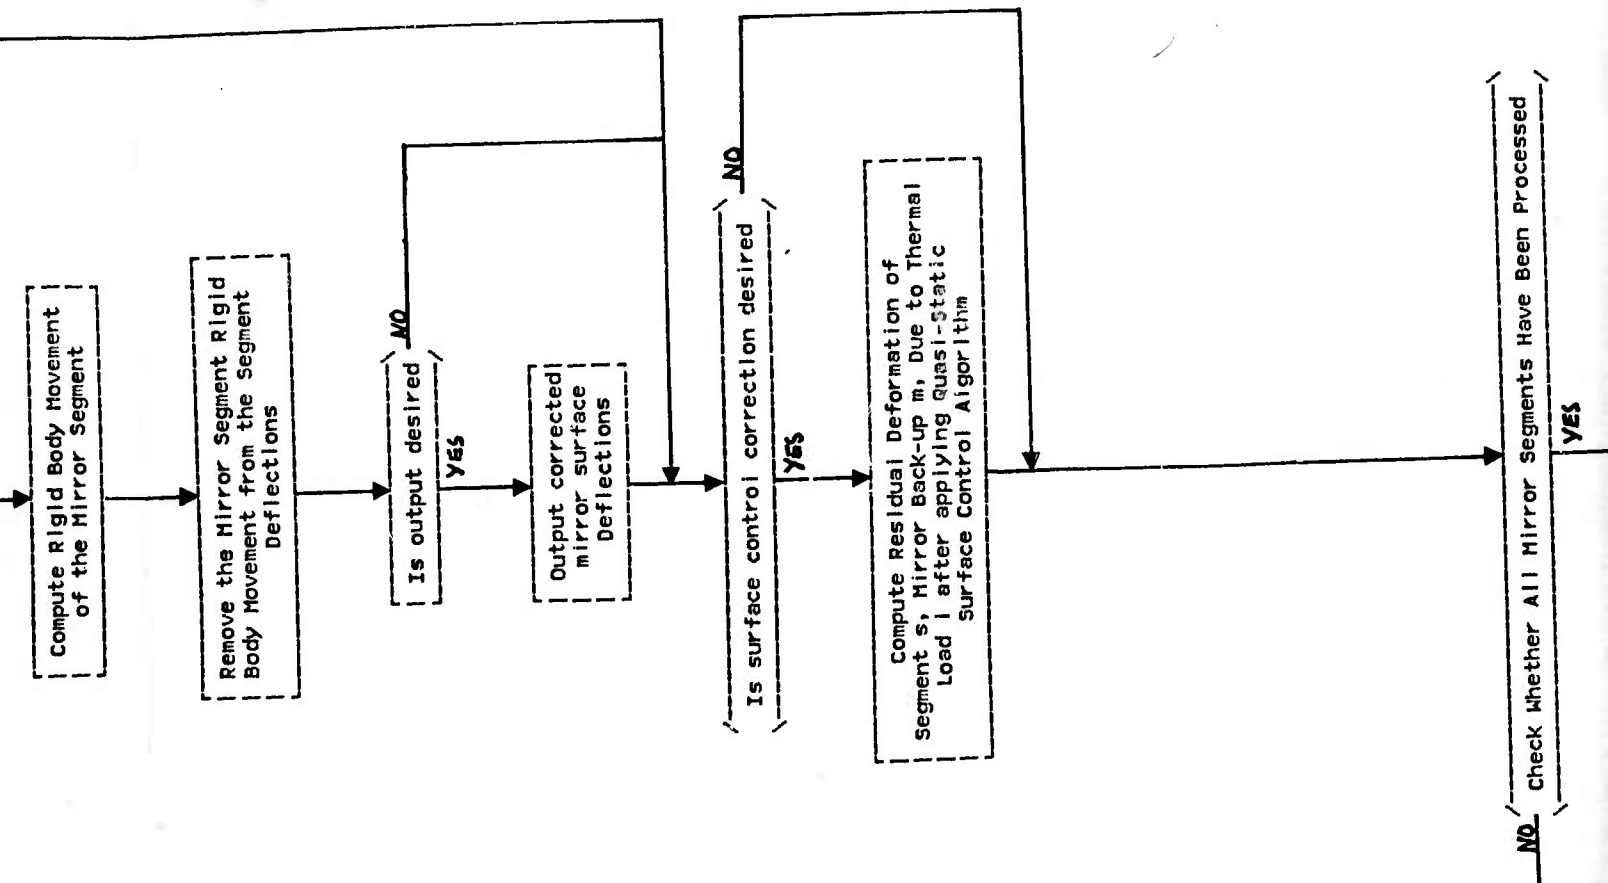 Compute Rigid Body Movement
of the Mirror Segment
Remove the Mirror Segment Rigid
Body Movement from the Segment
Deflections
Is output desired
NO
YES
Output corrected
mirror surface
Deflections
Is surface control correction desired
NO
YES
Compute Residual Deformation of
Segment s, Mirror Back-up m, Due to Thermal
Load i after applying Quasi-Static
Surface Control Algorithm
Check Whether All Mirror Segments Have Been Processed
NO
YES